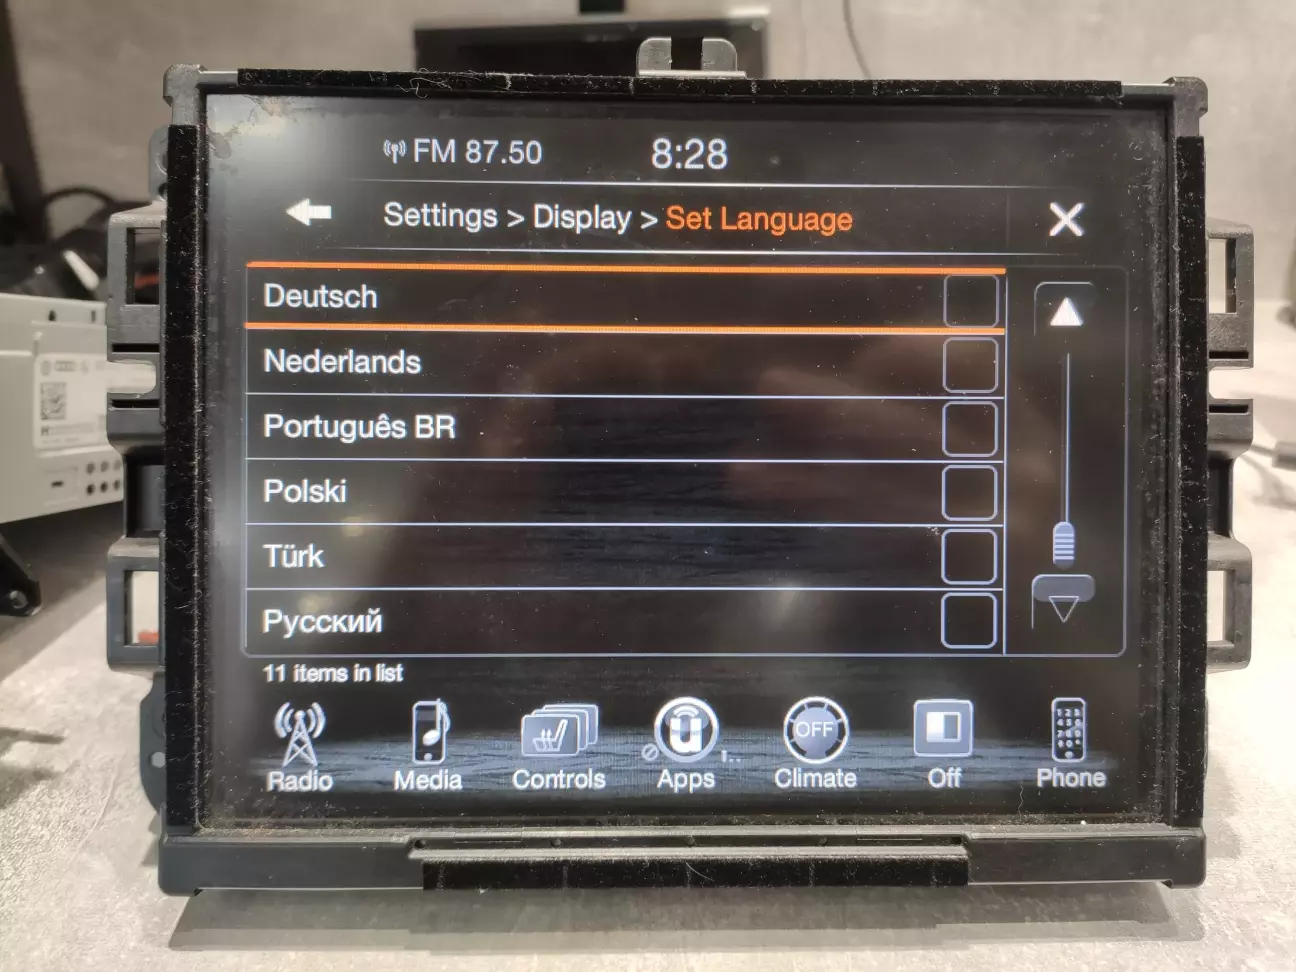 FM 87.50 8:28
Settings > Display > Set Language
Deutsch
Nederlands
Português BR
Polski
Türk
Русский
11 items in list
OFF
Radio Media Controls Apps Climate Off Phone